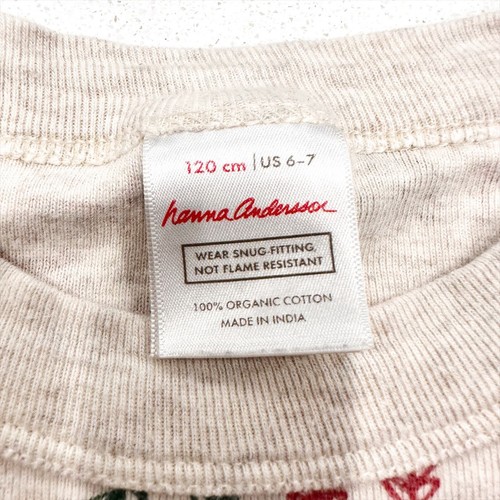 120 cm | US 6-7
hanna andersson
WEAR SNUG-FITTING,
NOT FLAME RESISTANT
100% ORGANIC COTTON
MADE IN INDIA